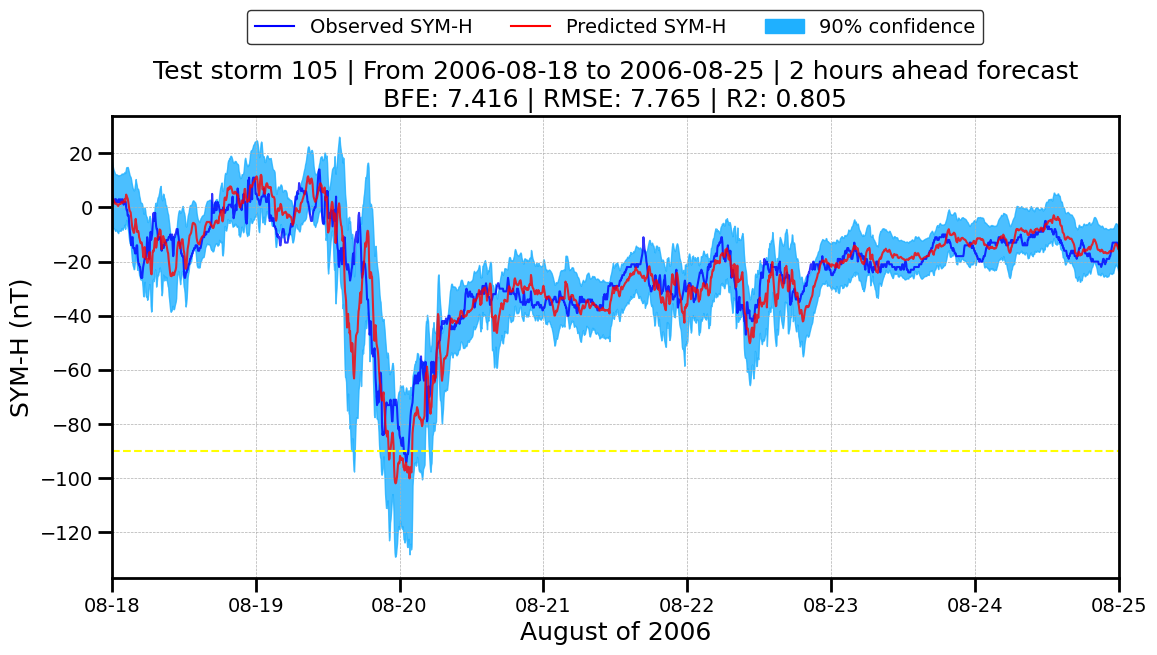 Observed SYM-H Predicted SYM-H 90% confidence
Test storm 105 | From 2006-08-18 to 2006-08-25 | 2 hours ahead forecast
BFE: 7.416 | RMSE: 7.765 | R2: 0.805
SYM-H (nT)
20
0
−20
−40
−60
−80
−100
−120
08-18 08-19 08-20 08-21 08-22 08-23 08-24 08-25
August of 2006